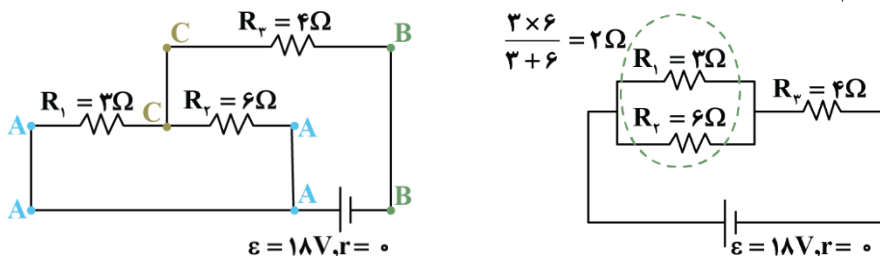 R۳ = ۴Ω
C
B
R۱ = ۳Ω
C
R۲ = ۶Ω
A
A
A
A
B
ε = ۱۸V,r= ۰
۳ × ۶ / ۳ + ۶ = ۲Ω
R۱ = ۳Ω
R۲ = ۶Ω
R۳ = ۴Ω
ε = ۱۸V,r= ۰